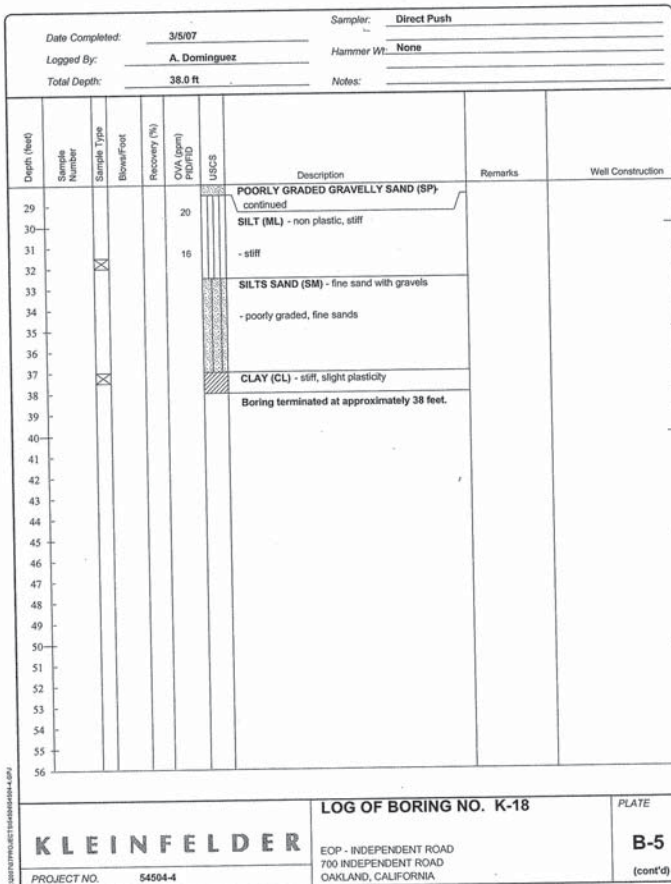 Date Completed: 3/5/07
Sampler: Direct Push
Logged By: A. Dominguez
Hammer Wt: None
Total Depth: 38.0 ft
Notes:
Depth (feet)
Sample Number
Sample Type
Blows/Foot
Recovery (%)
OVA (ppm) PID/FID
USCS
Description
Remarks
Well Construction
POORLY GRADED GRAVELLY SAND (SP)-
continued
29
20
SILT (ML) - non plastic, stiff
30
31
16
- stiff
32
SILTS SAND (SM) - fine sand with gravels
33
34
- poorly graded, fine sands
35
36
37
CLAY (CL) - stiff, slight plasticity
38
Boring terminated at approximately 38 feet.
39
40
41
42
43
44
45
46
47
48
49
50
51
52
53
54
55
56
KLEINFELDER
PROJECT NO. 54504-4
LOG OF BORING NO. K-18
EOP - INDEPENDENT ROAD
700 INDEPENDENT ROAD
OAKLAND, CALIFORNIA
PLATE
B-5
(cont'd)